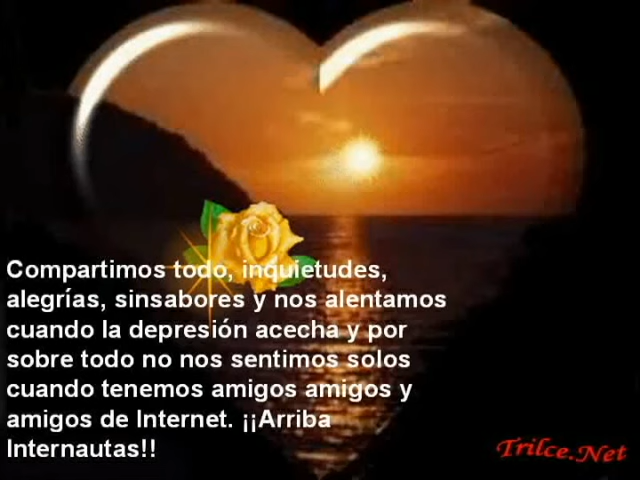 Compartimos todo, inquietudes,
alegrías, sinsabores y nos alentamos
cuando la depresión acecha y por
sobre todo no nos sentimos solos
cuando tenemos amigos amigos y
amigos de Internet. ¡¡Arriba
Internautas!!
Trilce.Net